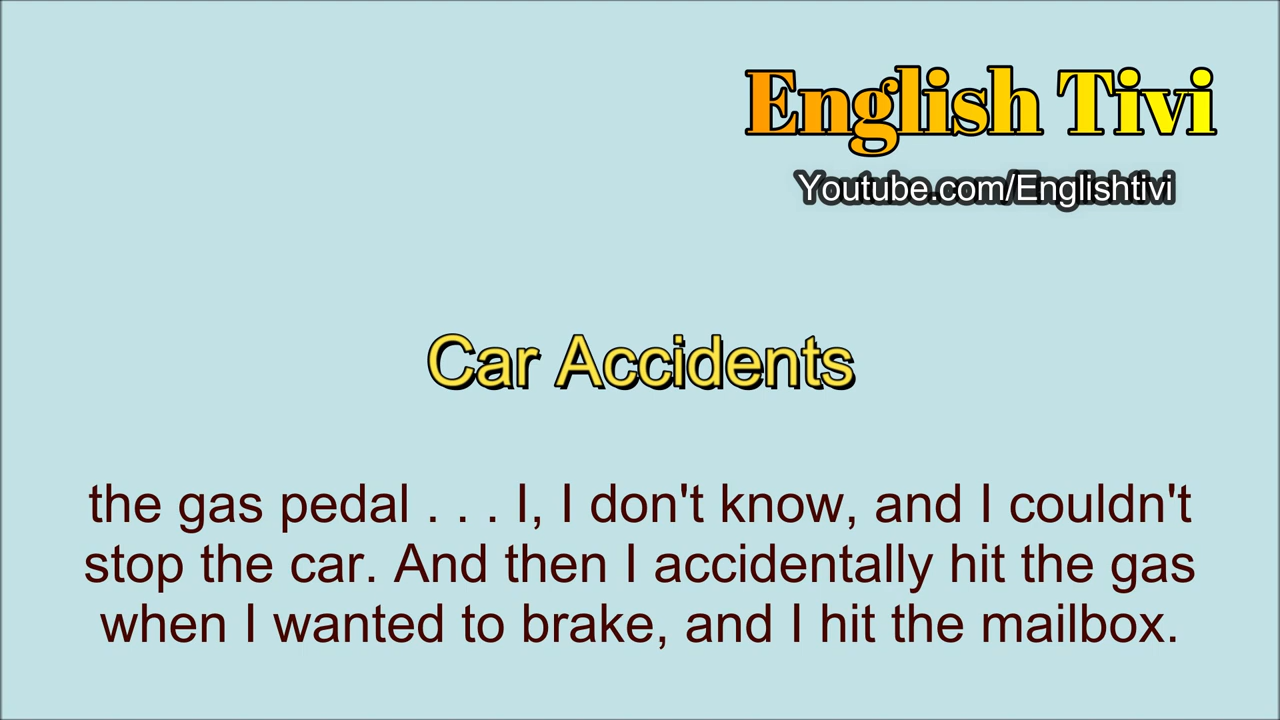 English Tivi
Youtube.com/Englishtivi
Car Accidents
the gas pedal . . . I, I don't know, and I couldn't
stop the car. And then I accidentally hit the gas
when I wanted to brake, and I hit the mailbox.